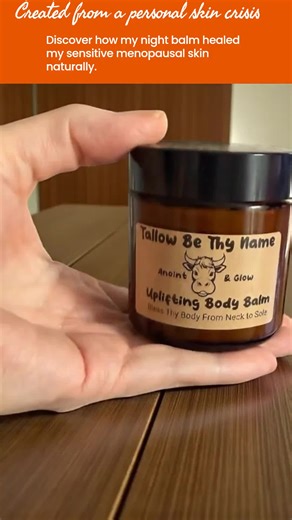 Created from a personal skin crisis
Discover how my night balm healed
my sensitive menopausal skin
naturally.
Tallow Be Thy Name
Anoint & Glow
Uplifting Body Balm
Bless Thy Body From Neck to Sole